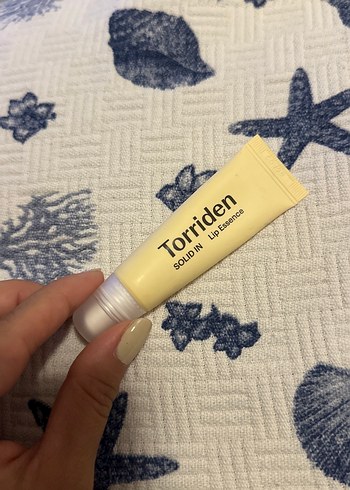 Torriden
SOLID IN Lip Essence